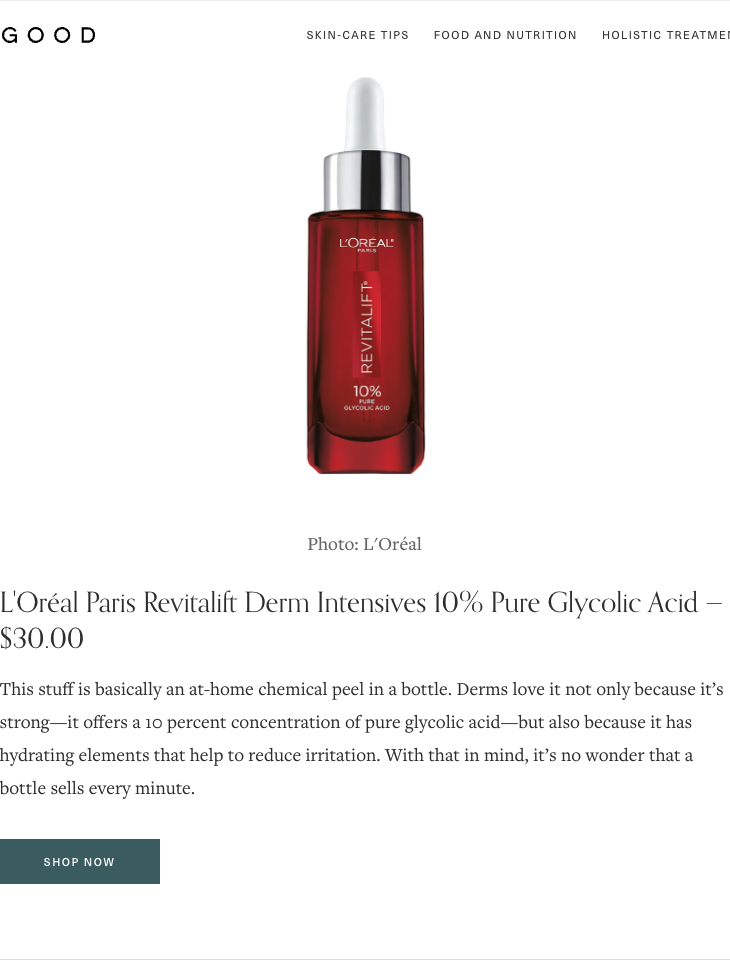 GOOD
SKIN-CARE TIPS FOOD AND NUTRITION HOLISTIC TREATMEN
L'ORÉAL®
PARIS
REVITALIFT®
10%
PURE
GLYCOLIC ACID
Photo: L'Oréal
L'Oréal Paris Revitalift Derm Intensives 10% Pure Glycolic Acid –
$30.00
This stuff is basically an at-home chemical peel in a bottle. Derms love it not only because it’s
strong—it offers a 10 percent concentration of pure glycolic acid—but also because it has
hydrating elements that help to reduce irritation. With that in mind, it’s no wonder that a
bottle sells every minute.
SHOP NOW